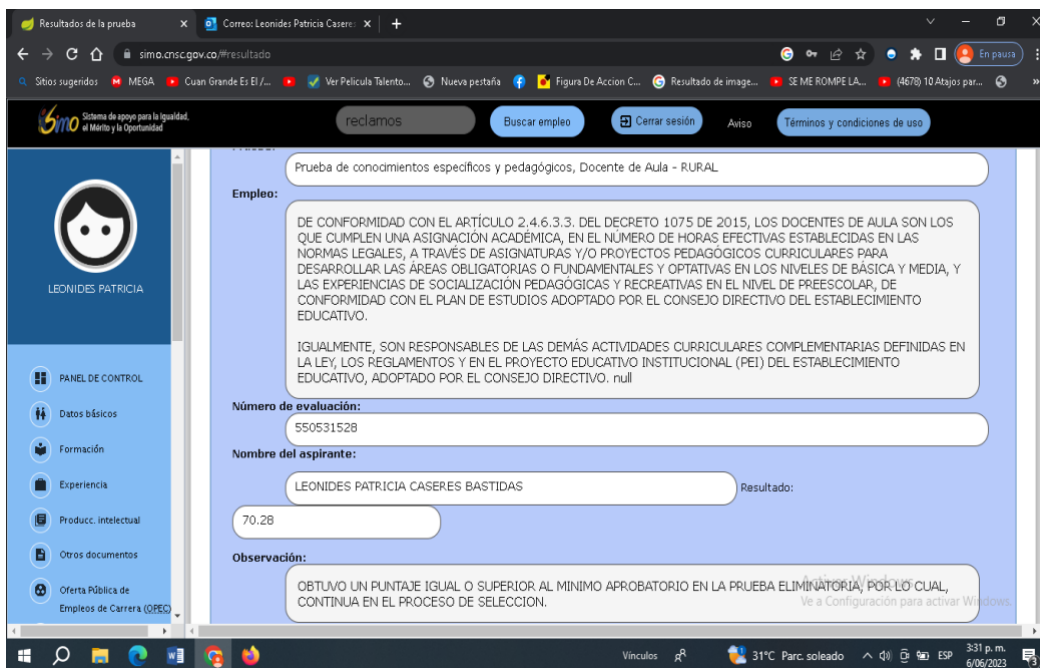 Resultados de la prueba
Correo: Leonides Patricia Casere
simo.cnsc.gov.co/#resultado
En pausa
Sitios sugeridos
MEGA
Cuan Grande Es El /...
Ver Pelicula Talento...
Nueva pestaña
Figura De Accion C...
Resultado de image...
SE ME ROMPE LA...
(4678) 10 Atajos par...
Simo
Sistema de apoyo para la Igualdad,
el Mérito y la Oportunidad
reclamos
Buscar empleo
Cerrar sesión
Aviso
Términos y condiciones de uso
LEONIDES PATRICIA
PANEL DE CONTROL
Datos básicos
Formación
Experiencia
Producc. intelectual
Otros documentos
Oferta Pública de
Empleos de Carrera (OPEC)
Prueba de conocimientos específicos y pedagógicos, Docente de Aula - RURAL
Empleo:
DE CONFORMIDAD CON EL ARTÍCULO 2.4.6.3.3. DEL DECRETO 1075 DE 2015, LOS DOCENTES DE AULA SON LOS
QUE CUMPLEN UNA ASIGNACIÓN ACADÉMICA, EN EL NÚMERO DE HORAS EFECTIVAS ESTABLECIDAS EN LAS
NORMAS LEGALES, A TRAVÉS DE ASIGNATURAS Y/O PROYECTOS PEDAGÓGICOS CURRICULARES PARA
DESARROLLAR LAS ÁREAS OBLIGATORIAS O FUNDAMENTALES Y OPTATIVAS EN LOS NIVELES DE BÁSICA Y MEDIA, Y
LAS EXPERIENCIAS DE SOCIALIZACIÓN PEDAGÓGICAS Y RECREATIVAS EN EL NIVEL DE PREESCOLAR, DE
CONFORMIDAD CON EL PLAN DE ESTUDIOS ADOPTADO POR EL CONSEJO DIRECTIVO DEL ESTABLECIMIENTO
EDUCATIVO.
IGUALMENTE, SON RESPONSABLES DE LAS DEMÁS ACTIVIDADES CURRICULARES COMPLEMENTARIAS DEFINIDAS EN
LA LEY, LOS REGLAMENTOS Y EN EL PROYECTO EDUCATIVO INSTITUCIONAL (PEI) DEL ESTABLECIMIENTO
EDUCATIVO, ADOPTADO POR EL CONSEJO DIRECTIVO. null
Número de evaluación:
550531528
Nombre del aspirante:
LEONIDES PATRICIA CASERES BASTIDAS
Resultado:
70.28
Observación:
OBTUVO UN PUNTAJE IGUAL O SUPERIOR AL MINIMO APROBATORIO EN LA PRUEBA ELIMINATORIA, POR LO CUAL,
CONTINUA EN EL PROCESO DE SELECCION.
Activar Windows
Ve a Configuración para activar Windows.
Vínculos
31°C Parc. soleado
ESP
3:31 p. m.
6/06/2023
3